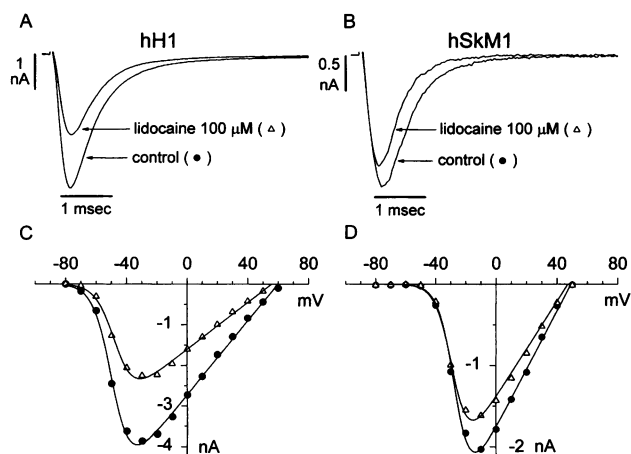 A
hH1
1
nA
lidocaine 100 μM ( △ )
control ( ● )
1 msec
B
hSkM1
0.5
nA
lidocaine 100 μM ( △ )
control ( ● )
1 msec
C
-80 -40 0 40 80
mV
-1
-3
-4 nA
D
-80 -40 0 40 80
mV
-1
-2 nA